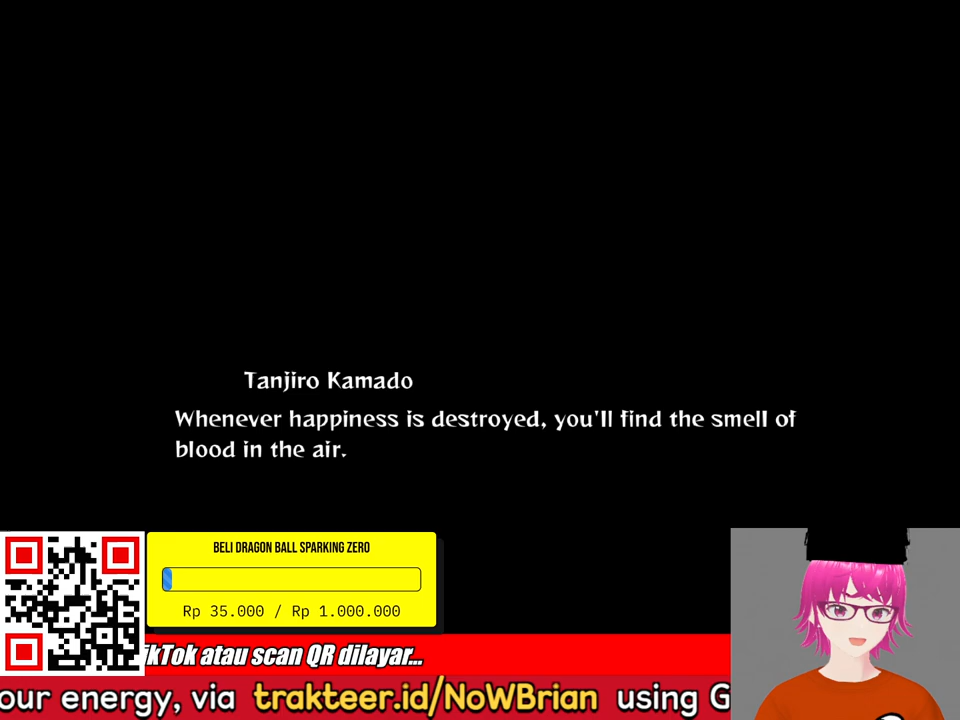 Tanjiro Kamado
Whenever happiness is destroyed, you'll find the smell of
blood in the air.
BELI DRAGON BALL SPARKING ZERO
Rp 35.000 / Rp 1.000.000
ikTok atau scan QR dilayar...
our energy, via trakteer.id/NoWBrian using G